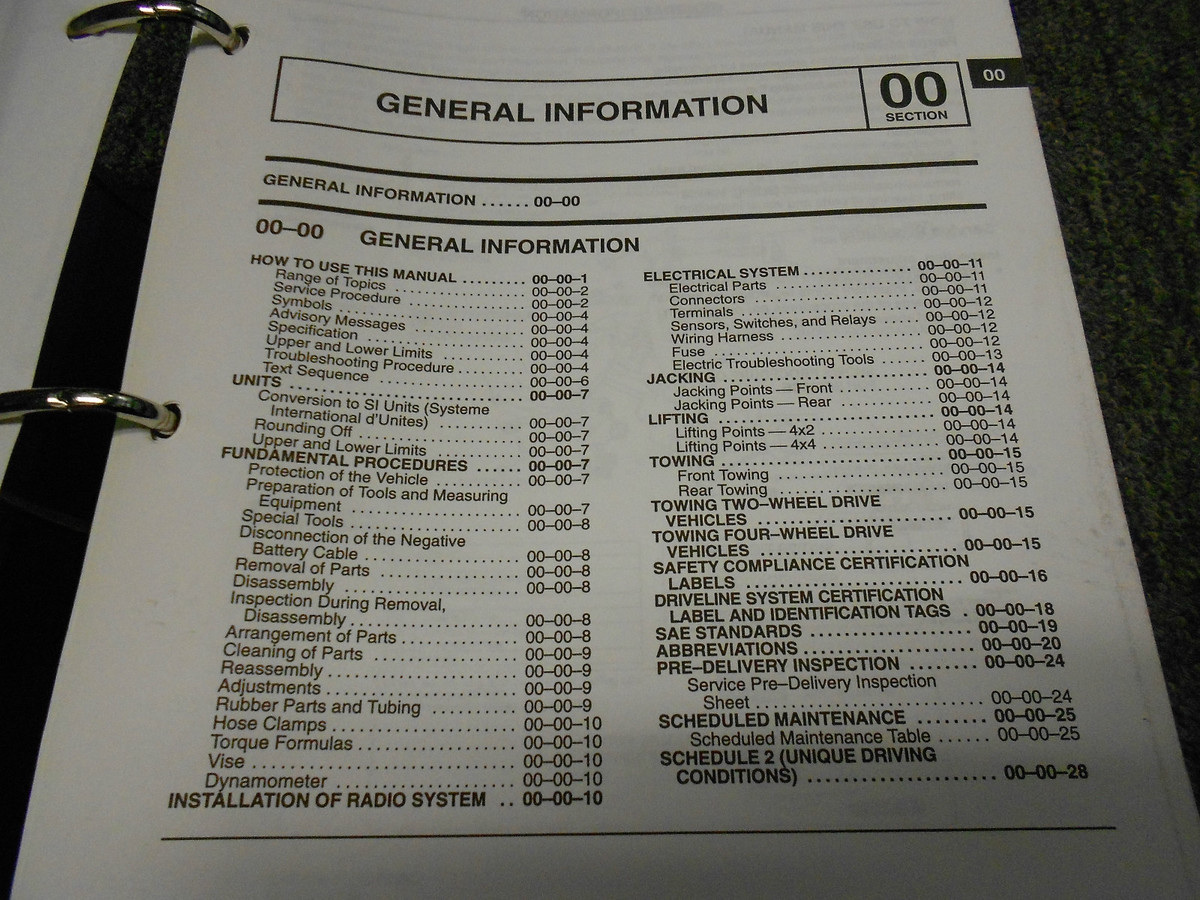 GENERAL INFORMATION
00
SECTION
00
GENERAL INFORMATION ...... 00–00
00–00 GENERAL INFORMATION
HOW TO USE THIS MANUAL ......... 00–00–1
Range of Topics .................. 00–00–2
Service Procedure ................ 00–00–2
Symbols .......................... 00–00–4
Advisory Messages ................ 00–00–4
Specification .................... 00–00–4
Upper and Lower Limits ........... 00–00–4
Troubleshooting Procedure ........ 00–00–4
Text Sequence .................... 00–00–6
UNITS ............................ 00–00–7
Conversion to SI Units (Systeme
International d'Unites) .......... 00–00–7
Rounding Off ..................... 00–00–7
Upper and Lower Limits ........... 00–00–7
FUNDAMENTAL PROCEDURES ...... 00–00–7
Protection of the Vehicle ........ 00–00–7
Preparation of Tools and Measuring
Equipment ........................ 00–00–7
Special Tools .................... 00–00–8
Disconnection of the Negative
Battery Cable .................... 00–00–8
Removal of Parts ................. 00–00–8
Disassembly ...................... 00–00–8
Inspection During Removal,
Disassembly ...................... 00–00–8
Arrangement of Parts ............. 00–00–8
Cleaning of Parts ................ 00–00–9
Reassembly ....................... 00–00–9
Adjustments ...................... 00–00–9
Rubber Parts and Tubing .......... 00–00–9
Hose Clamps ...................... 00–00–10
Torque Formulas .................. 00–00–10
Vise ............................. 00–00–10
Dynamometer ...................... 00–00–10
INSTALLATION OF RADIO SYSTEM .. 00–00–10
ELECTRICAL SYSTEM .............. 00–00–11
Electrical Parts ................. 00–00–11
Connectors ....................... 00–00–11
Terminals ........................ 00–00–12
Sensors, Switches, and Relays .... 00–00–12
Wiring Harness ................... 00–00–12
Fuse ............................. 00–00–12
Electric Troubleshooting Tools ...... 00–00–13
JACKING .......................... 00–00–14
Jacking Points — Front ........... 00–00–14
Jacking Points — Rear ............ 00–00–14
LIFTING .......................... 00–00–14
Lifting Points — 4x2 ............. 00–00–14
Lifting Points — 4x4 ............. 00–00–14
TOWING ........................... 00–00–15
Front Towing ..................... 00–00–15
Rear Towing ...................... 00–00–15
TOWING TWO–WHEEL DRIVE
VEHICLES ......................... 00–00–15
TOWING FOUR–WHEEL DRIVE
VEHICLES ......................... 00–00–15
SAFETY COMPLIANCE CERTIFICATION
LABELS ........................... 00–00–16
DRIVELINE SYSTEM CERTIFICATION
LABEL AND IDENTIFICATION TAGS . 00–00–18
SAE STANDARDS .................... 00–00–19
ABBREVIATIONS .................... 00–00–20
PRE–DELIVERY INSPECTION ........ 00–00–24
Service Pre–Delivery Inspection
Sheet ............................ 00–00–24
SCHEDULED MAINTENANCE ........ 00–00–25
Scheduled Maintenance Table ...... 00–00–25
SCHEDULE 2 (UNIQUE DRIVING
CONDITIONS) ...................... 00–00–28